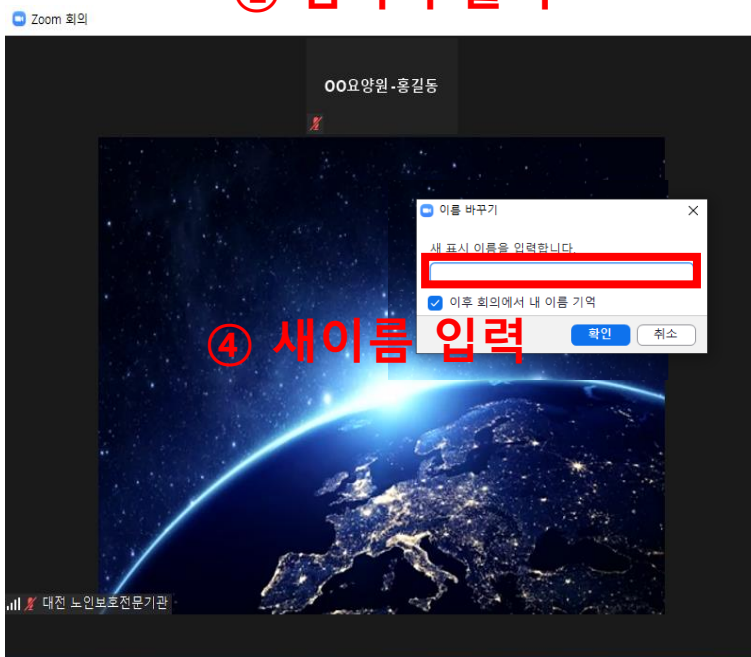 Zoom 회의
OO요양원-홍길동
이름 바꾸기
새 표시 이름을 입력합니다.
이후 회의에서 내 이름 기억
확인
취소
④ 새이름 입력
대전 노인보호전문기관